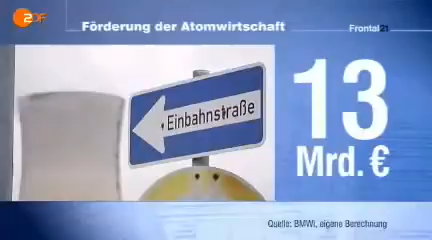 ZDF
Förderung der Atomwirtschaft
Frontal21
Einbahnstraße
13
Mrd. €
Quelle: BMWi, eigene Berechnung